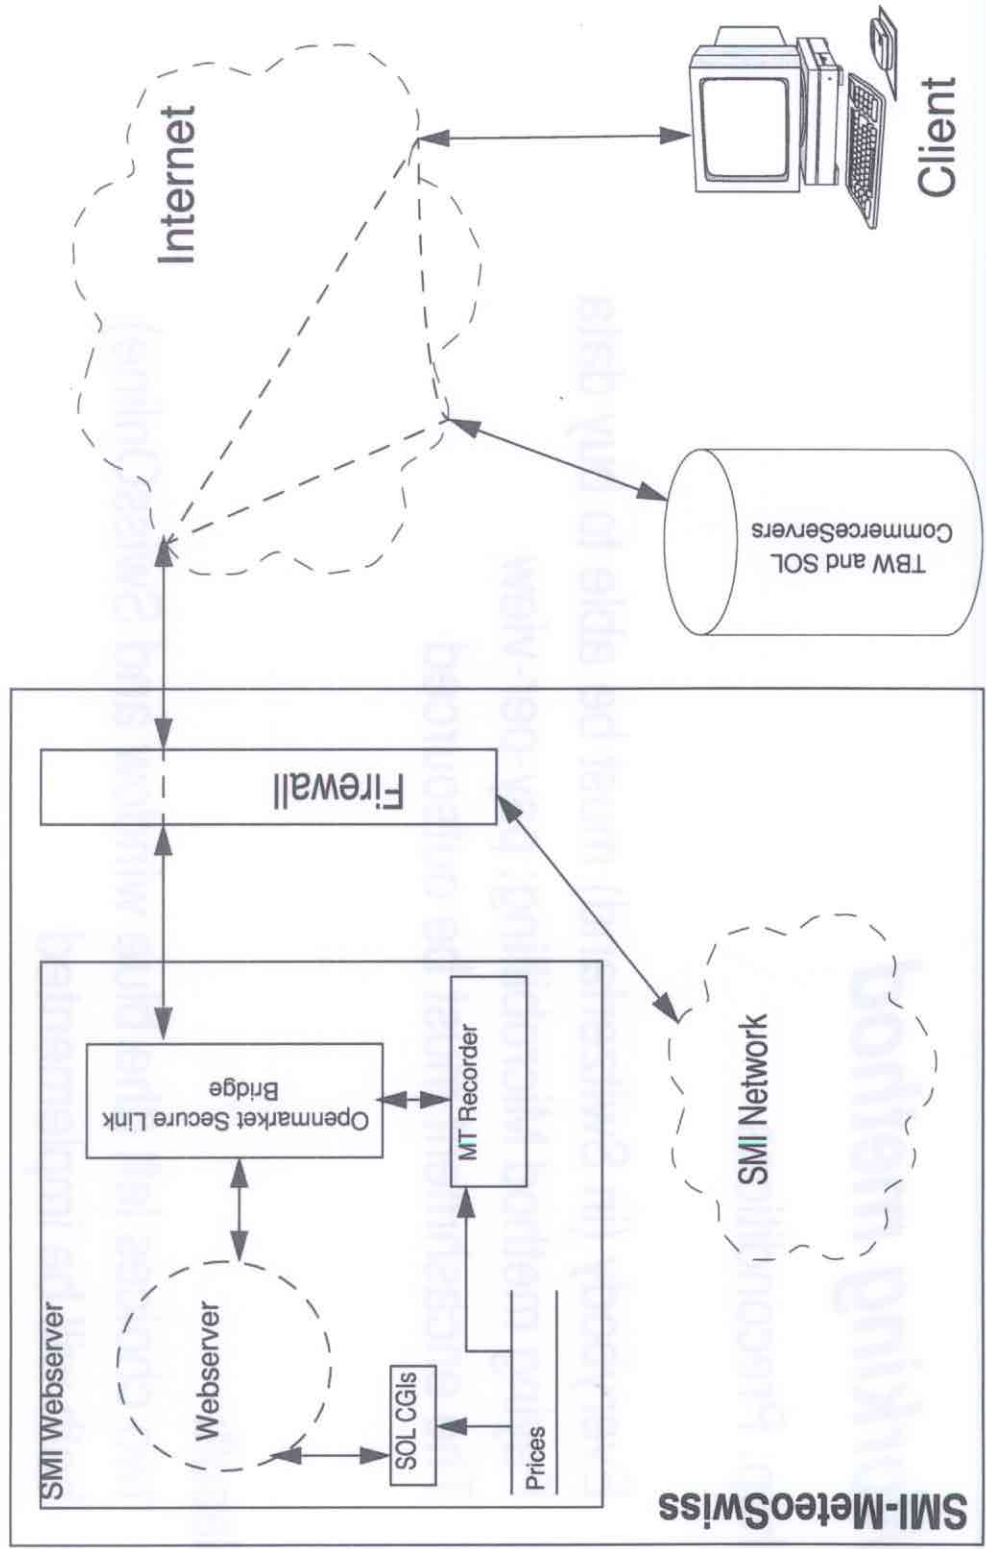 SMI Webserver
Webserver
SOL CGIs
Prices
Openmarket Secure Link
Bridge
MT Recorder
Firewall
Internet
SMI Network
TBW and SOL
CommerceServers
Client
SMI-MeteoSwiss